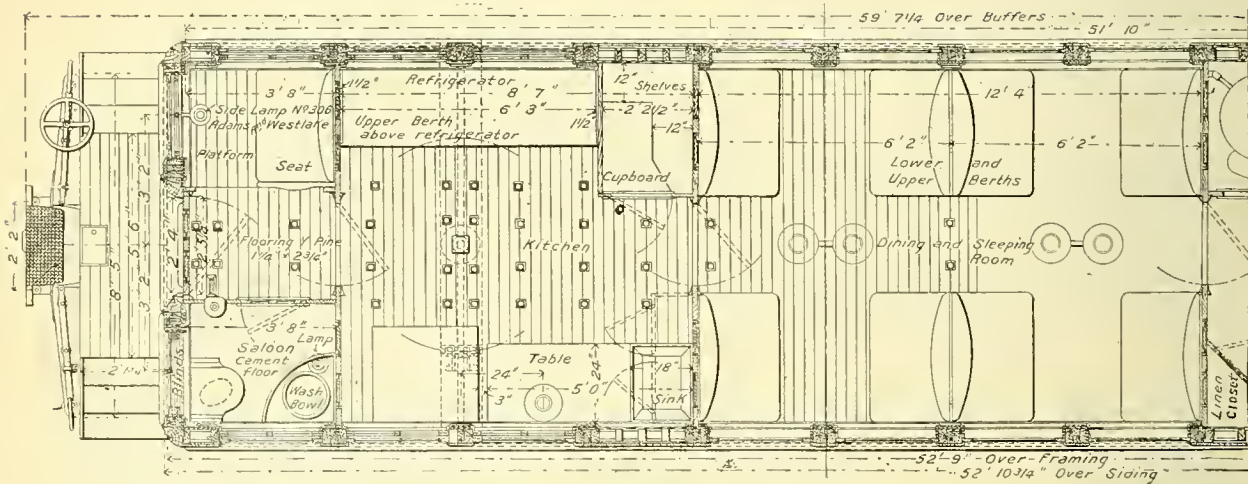 59' 7 1/4 Over Buffers
51' 10"
3' 8"
1 1/2"
Refrigerator
8' 7"
6' 3"
12"
Shelves
2' 2 1/2"
12"
12' 4"
Side Lamp Nº 306
Adams & Westlake
Upper Berth
above refrigerator
1 1/2"
6' 2"
6' 2"
Platform
Seat
Cupboard
Lower and
Upper Berths
2' 2"
8' 5"
5' 6"
3' 2"
3' 2"
2' 4"
Flooring Y Pine
1 1/4" x 2 3/4"
Kitchen
Dining and Sleeping
Room
3' 8"
Lamp
Saloon
Cement
floor
Blinds
Wash
Bowl
Table
24"
24"
5' 0"
3"
18"
Sink
Linen
Closet
52'-9" Over Framing
52' 10 3/4" Over Siding